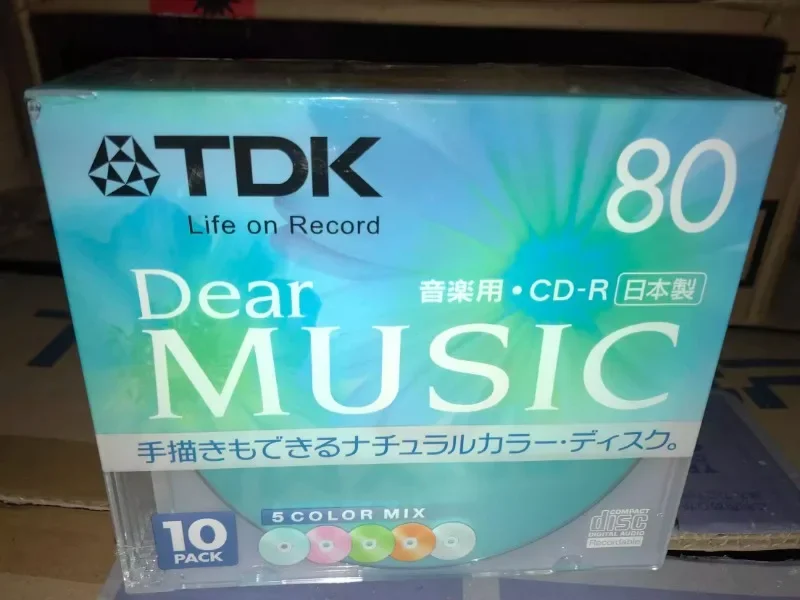 TDK
Life on Record
80
音楽用・CD-R 日本製
Dear
MUSIC
手描きもできるナチュラルカラー・ディスク。
5 COLOR MIX
10
PACK
COMPACT
disc
DIGITAL AUDIO
Recordable